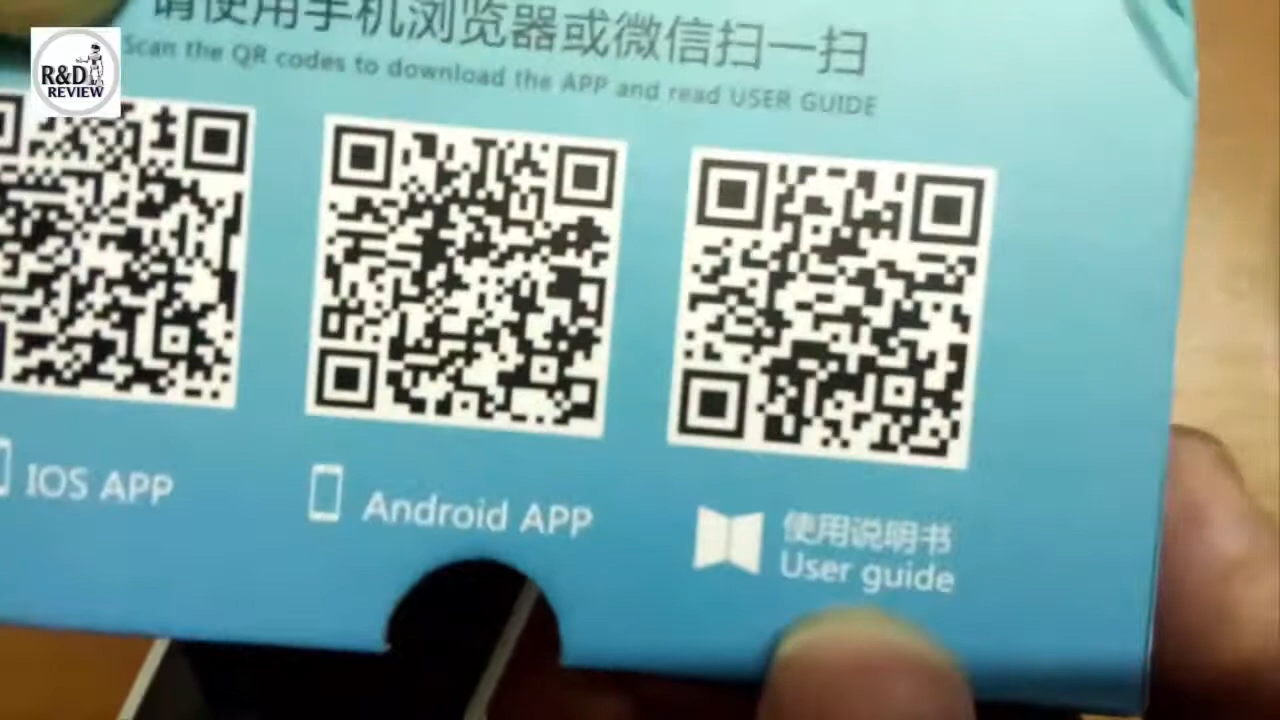 请使用手机浏览器或微信扫一扫
Scan the QR codes to download the APP and read USER GUIDE
R&D
REVIEW
IOS APP
Android APP
使用说明书
User guide